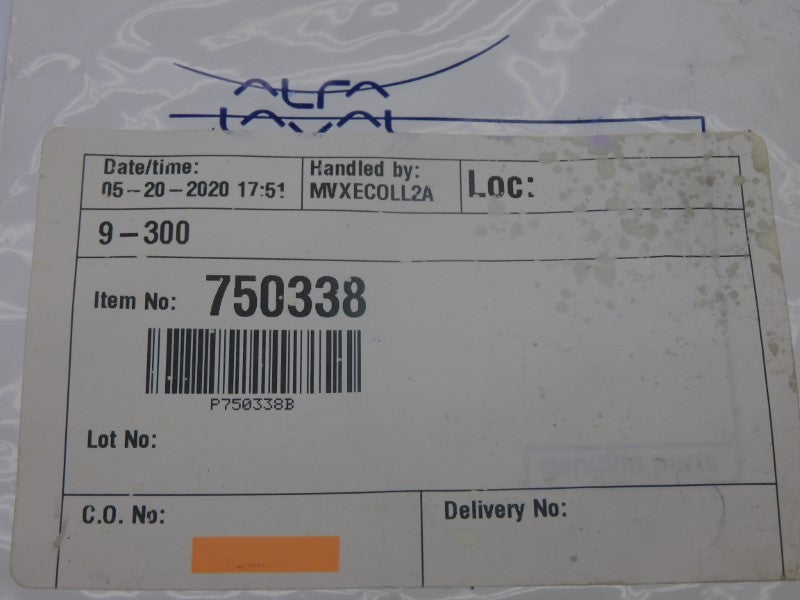 ALFA
LAVAL
Date/time: Handled by: Loc:
05-20-2020 17:51 MVXECOLL2A
9-300
Item No: 750338
P750338B
Lot No:
C.O. No: Delivery No: